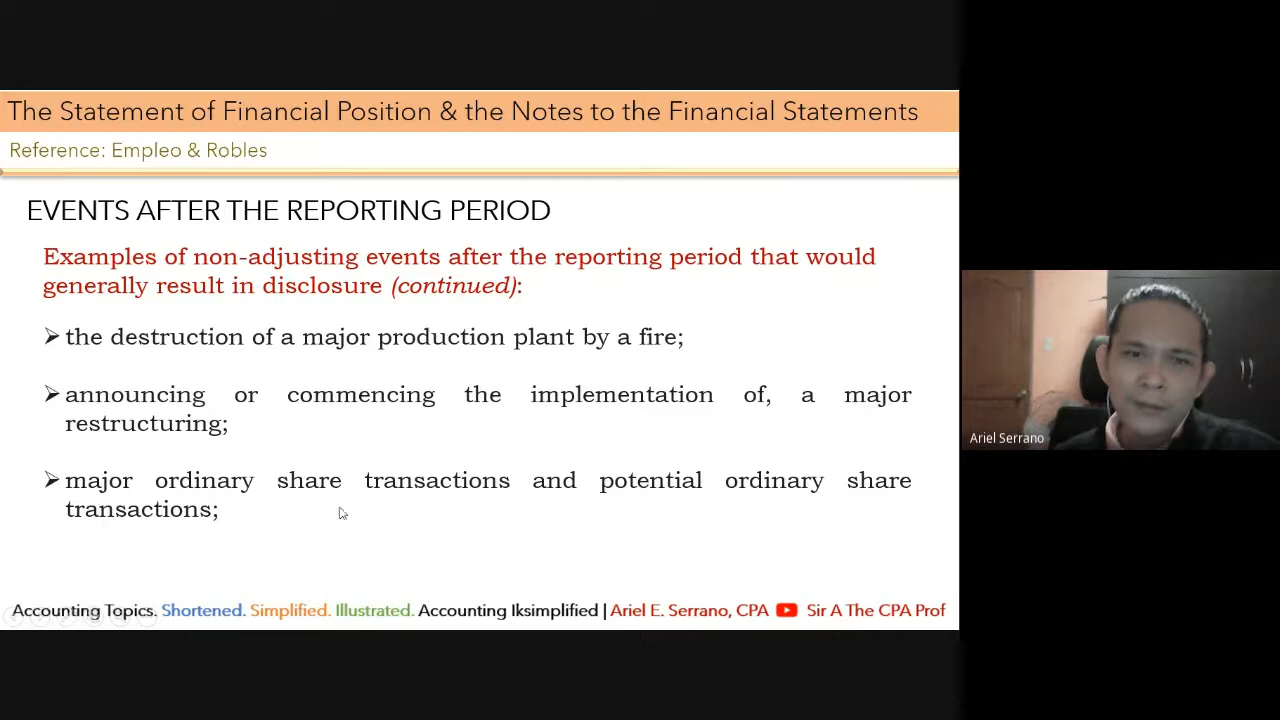 The Statement of Financial Position & the Notes to the Financial Statements
Reference: Empleo & Robles
EVENTS AFTER THE REPORTING PERIOD
Examples of non-adjusting events after the reporting period that would
generally result in disclosure (continued):
➢ the destruction of a major production plant by a fire;
➢ announcing or commencing the implementation of, a major
restructuring;
➢ major ordinary share transactions and potential ordinary share
transactions;
Accounting Topics. Shortened. Simplified. Illustrated. Accounting Iksimplified | Ariel E. Serrano, CPA Sir A The CPA Prof
Ariel Serrano